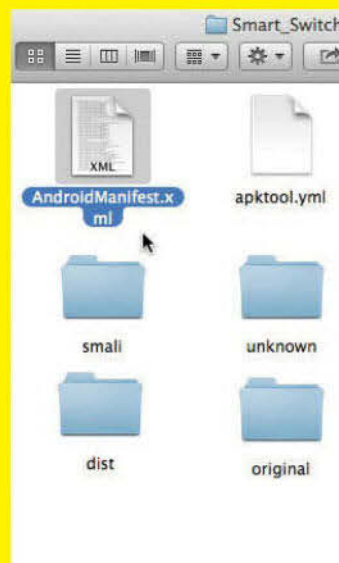 Smart_Switch
XML
AndroidManifest.x
ml
apktool.yml
smali
unknown
dist
original